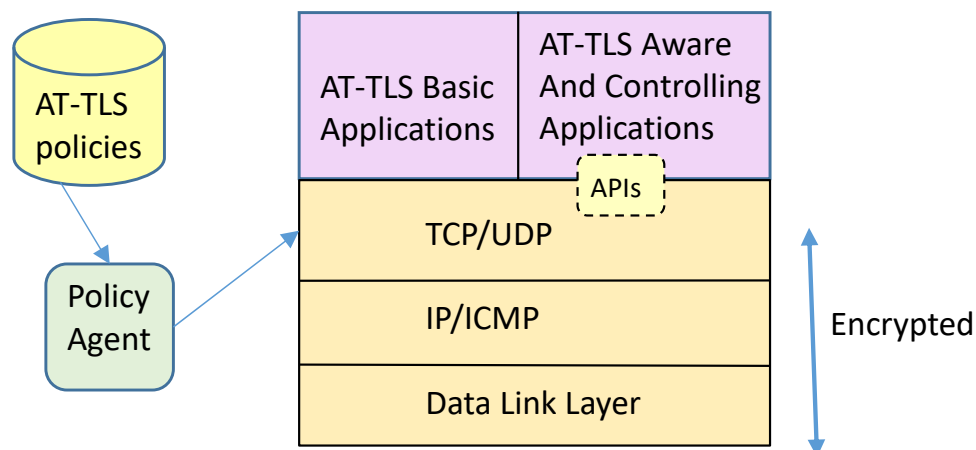 AT-TLS
policies
Policy
Agent
AT-TLS Basic
Applications
AT-TLS Aware
And Controlling
Applications
APIs
TCP/UDP
IP/ICMP
Data Link Layer
Encrypted